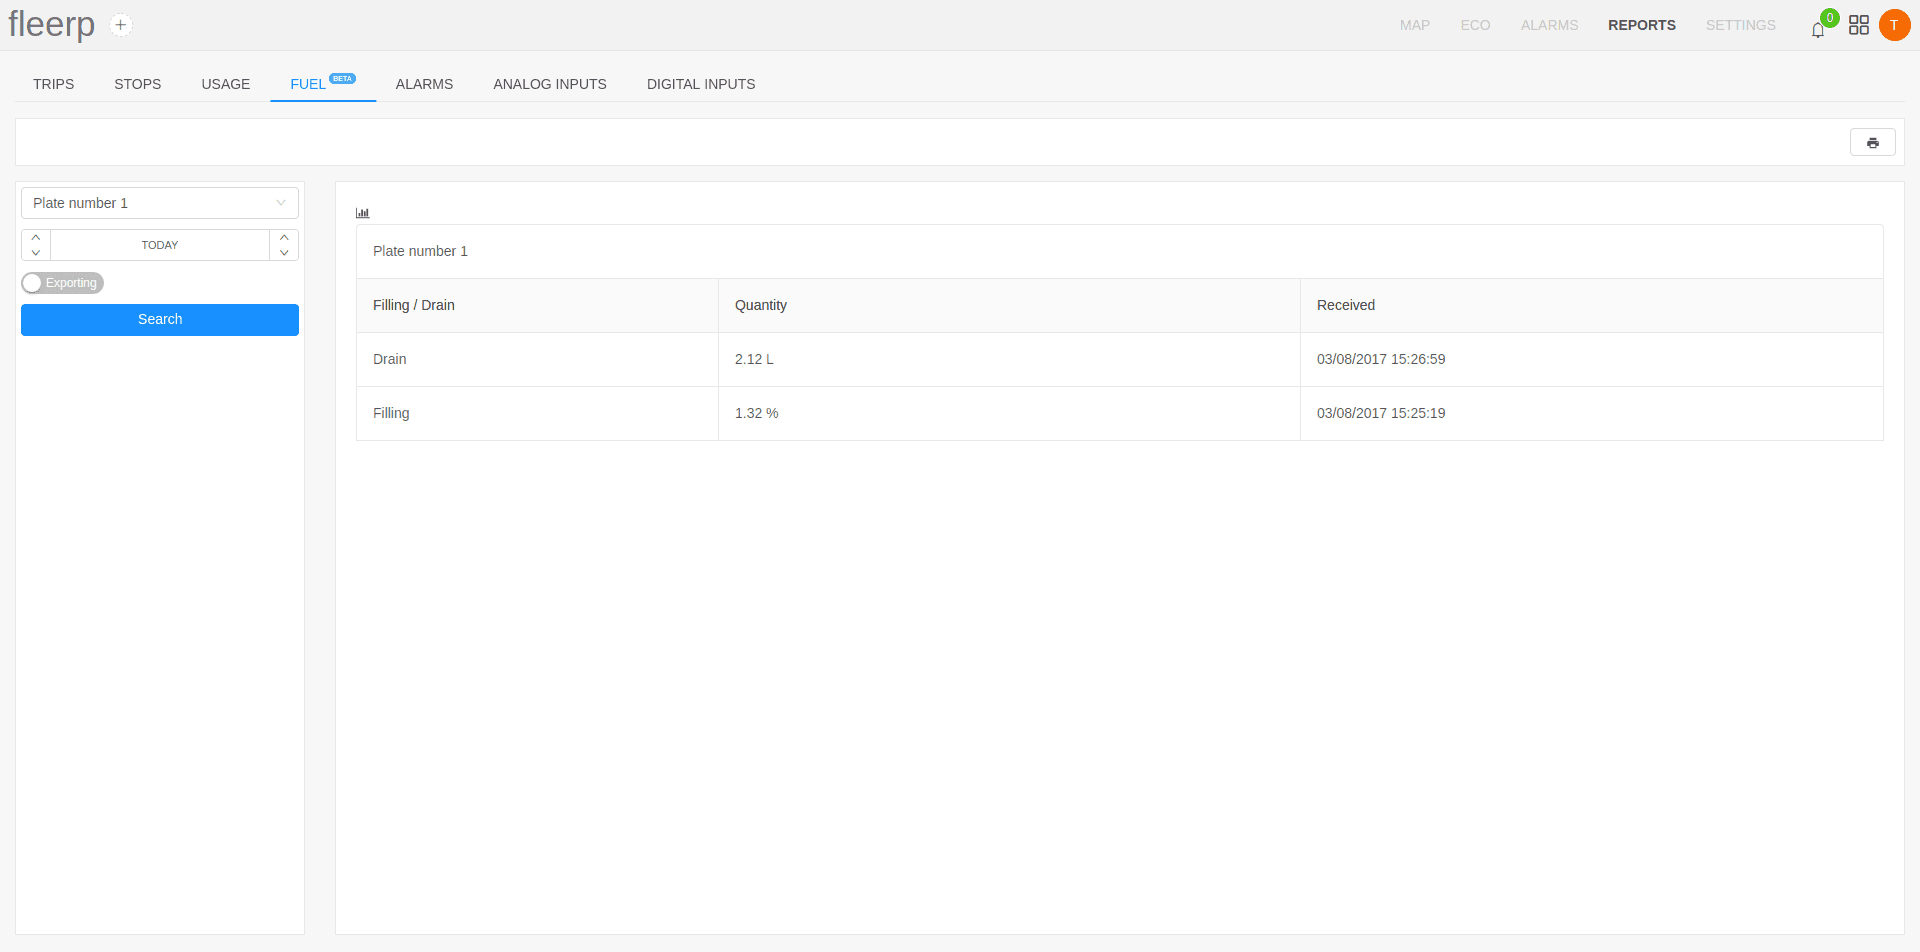 fleerp
MAP ECO ALARMS REPORTS SETTINGS 0 T
TRIPS STOPS USAGE FUEL BETA ALARMS ANALOG INPUTS DIGITAL INPUTS
Plate number 1
TODAY
Exporting
Search
Plate number 1
Filling / Drain Quantity Received
Drain 2.12 L 03/08/2017 15:26:59
Filling 1.32 % 03/08/2017 15:25:19